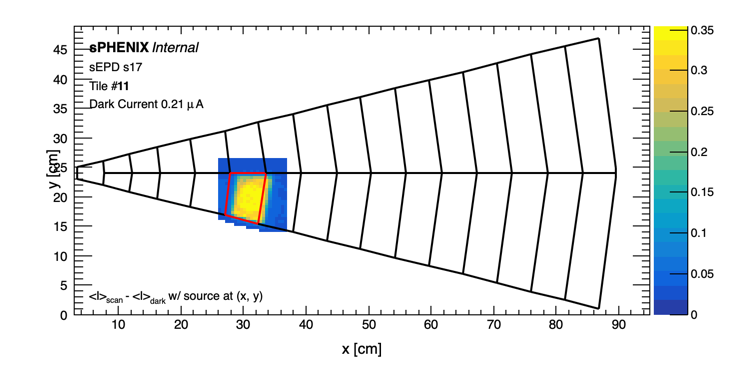 sPHENIX Internal
sEPD s17
Tile #11
Dark Current 0.21 μA
<I>scan - <I>dark w/ source at (x, y)
y [cm]
45
40
35
30
25
20
15
10
5
0
10 20 30 40 50 60 70 80 90
x [cm]
0.35
0.3
0.25
0.2
0.15
0.1
0.05
0